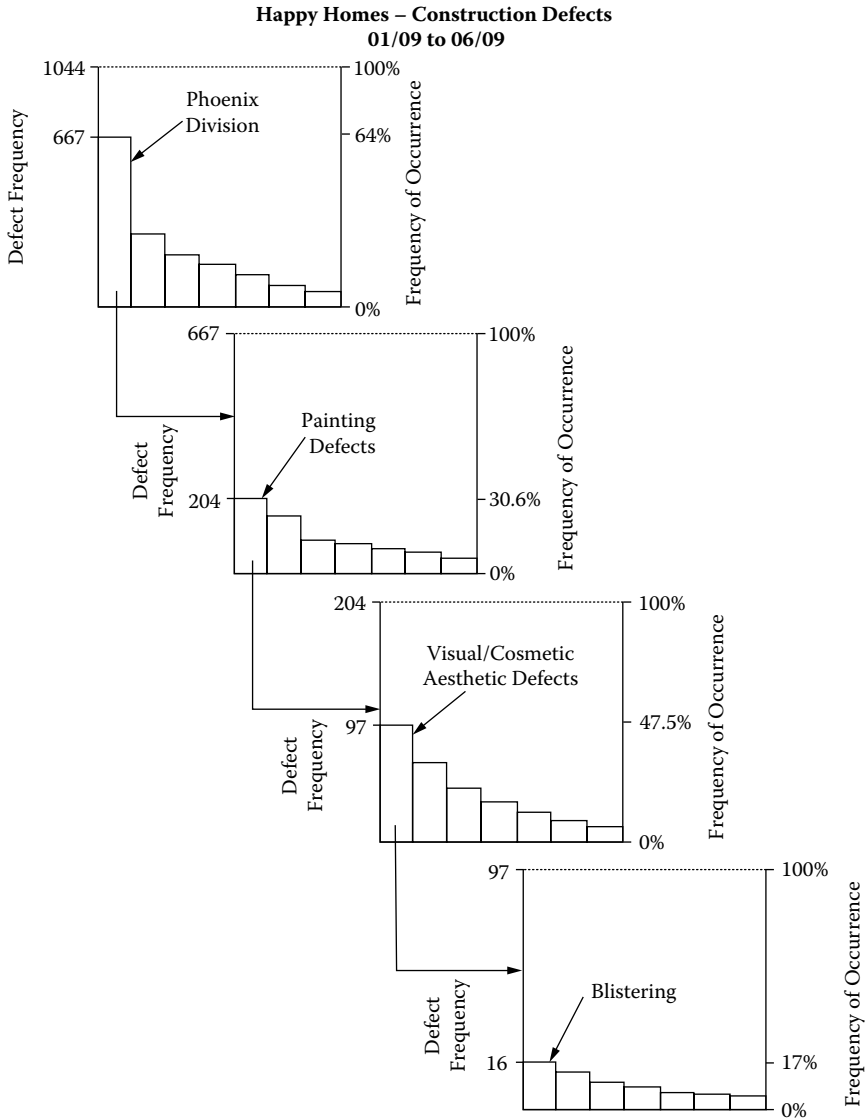 Happy Homes – Construction Defects
01/09 to 06/09
1044
100%
Phoenix
Division
667
64%
Defect Frequency
Frequency of Occurrence
0%
667
100%
Painting
Defects
Defect
Frequency
204
30.6%
Frequency of Occurrence
0%
204
100%
Visual/Cosmetic
Aesthetic Defects
97
47.5%
Defect
Frequency
Frequency of Occurrence
0%
97
100%
Blistering
Defect
Frequency
16
17%
Frequency of Occurrence
0%